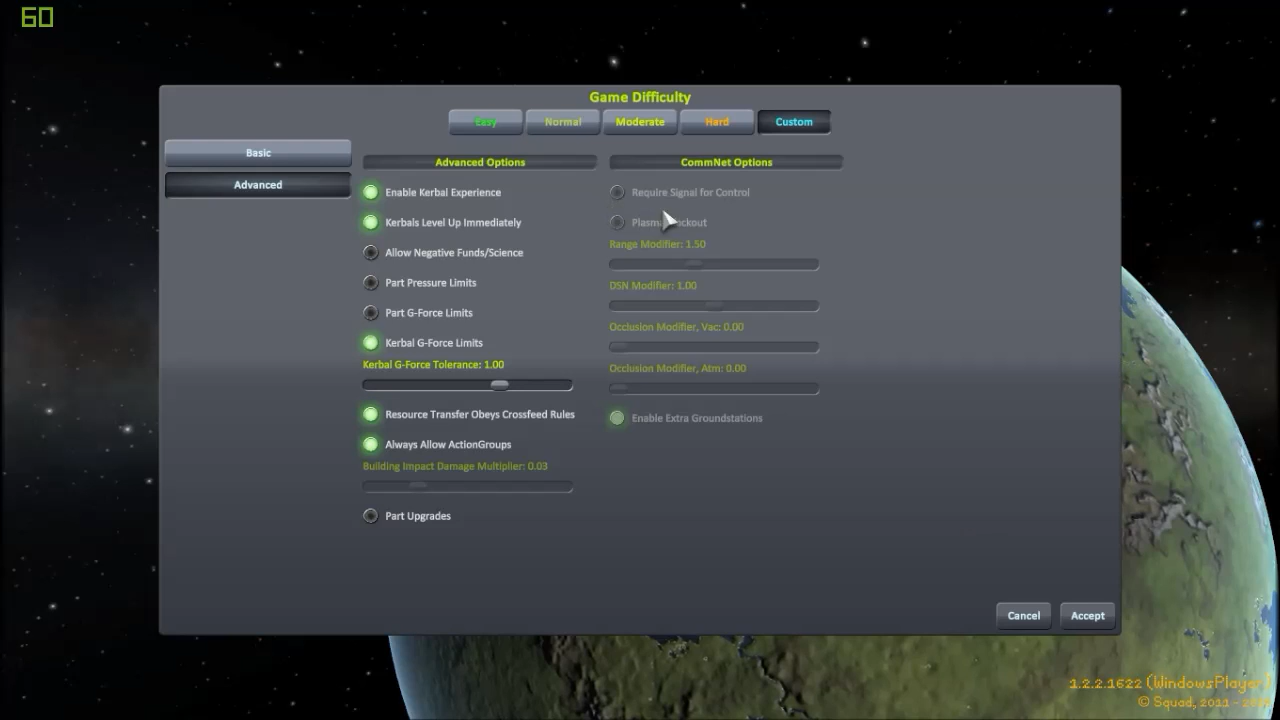 60
Game Difficulty
Easy Normal Moderate Hard Custom
Basic
Advanced
Advanced Options
Enable Kerbal Experience
Kerbals Level Up Immediately
Allow Negative Funds/Science
Part Pressure Limits
Part G-Force Limits
Kerbal G-Force Limits
Kerbal G-Force Tolerance: 1.00
Resource Transfer Obeys Crossfeed Rules
Always Allow ActionGroups
Building Impact Damage Multiplier: 0.03
Part Upgrades
CommNet Options
Require Signal for Control
Range Modifier: 1.50
DSN Modifier: 1.00
Occlusion Modifier, Vac: 0.00
Occlusion Modifier, Atm: 0.00
Enable Extra Groundstations
Cancel Accept
1.2.2.1622 (WindowsPlayer)
© Squad, 2011 -